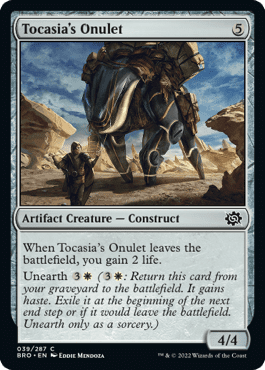 Tocasia's Onulet 5
Artifact Creature — Construct
When Tocasia's Onulet leaves the
battlefield, you gain 2 life.
Unearth 3 (3: Return this card from
your graveyard to the battlefield. It gains
haste. Exile it at the beginning of the next
end step or if it would leave the battlefield.
Unearth only as a sorcery.)
4/4
039/287 C
BRO • EN EDDIE MENDOZA
™ & © 2022 Wizards of the Coast